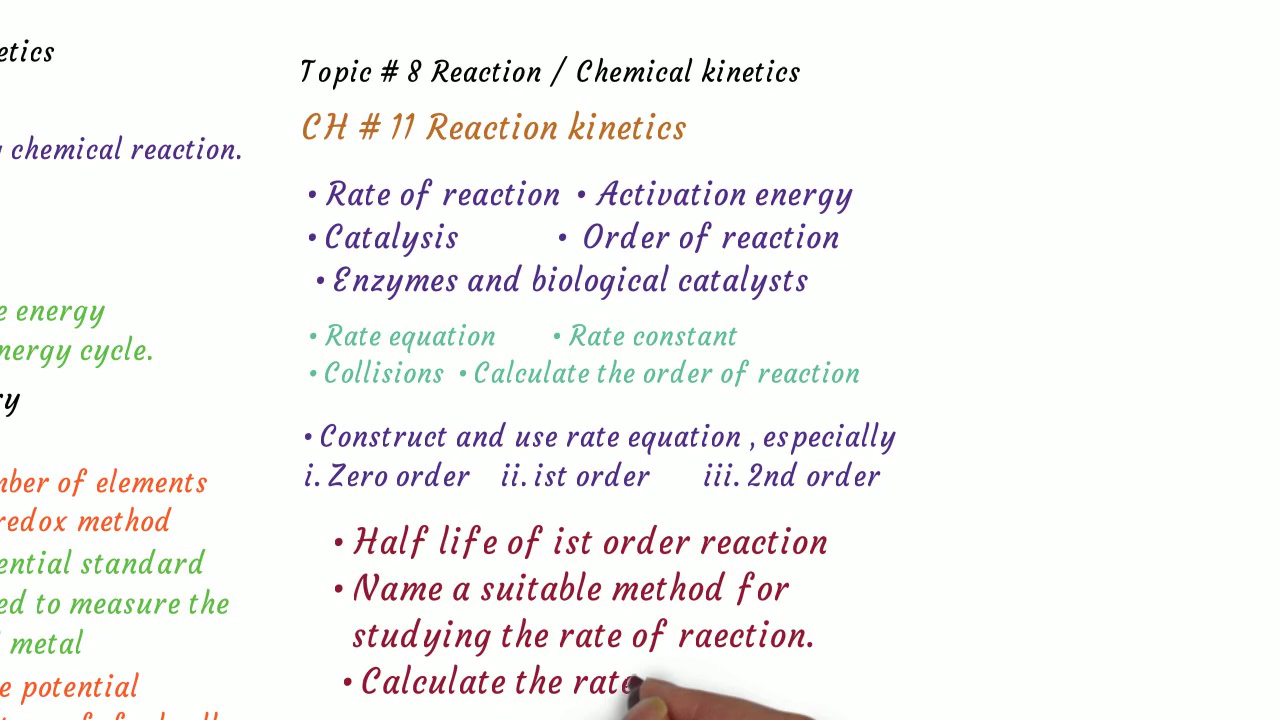 etics
chemical reaction.
e energy
nergy cycle.
ry
mber of elements
redox method
ential standard
ed to measure the
metal
e potential
Topic # 8 Reaction / Chemical kinetics
CH # 11 Reaction kinetics
• Rate of reaction • Activation energy
• Catalysis • Order of reaction
• Enzymes and biological catalysts
• Rate equation • Rate constant
• Collisions • Calculate the order of reaction
• Construct and use rate equation , especially
i. Zero order ii. ist order iii. 2nd order
• Half life of ist order reaction
• Name a suitable method for
studying the rate of raection.
• Calculate the rate